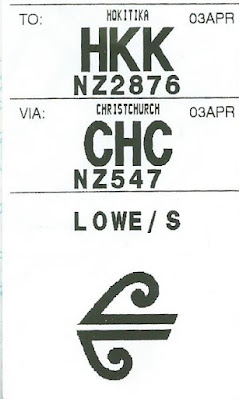 TO: HOKITIKA 03APR
HKK
NZ2876
VIA: CHRISTCHURCH 03APR
CHC
NZ547
LOWE/S